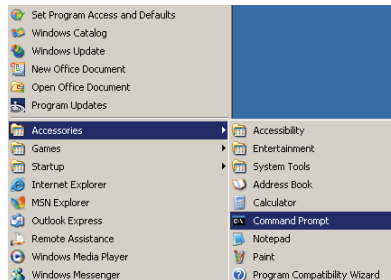 Set Program Access and Defaults
Windows Catalog
Windows Update
New Office Document
Open Office Document
Program Updates
Accessories
Games
Startup
Internet Explorer
MSN Explorer
Outlook Express
Remote Assistance
Windows Media Player
Windows Messenger
Accessibility
Entertainment
System Tools
Address Book
Calculator
Command Prompt
Notepad
Paint
Program Compatibility Wizard